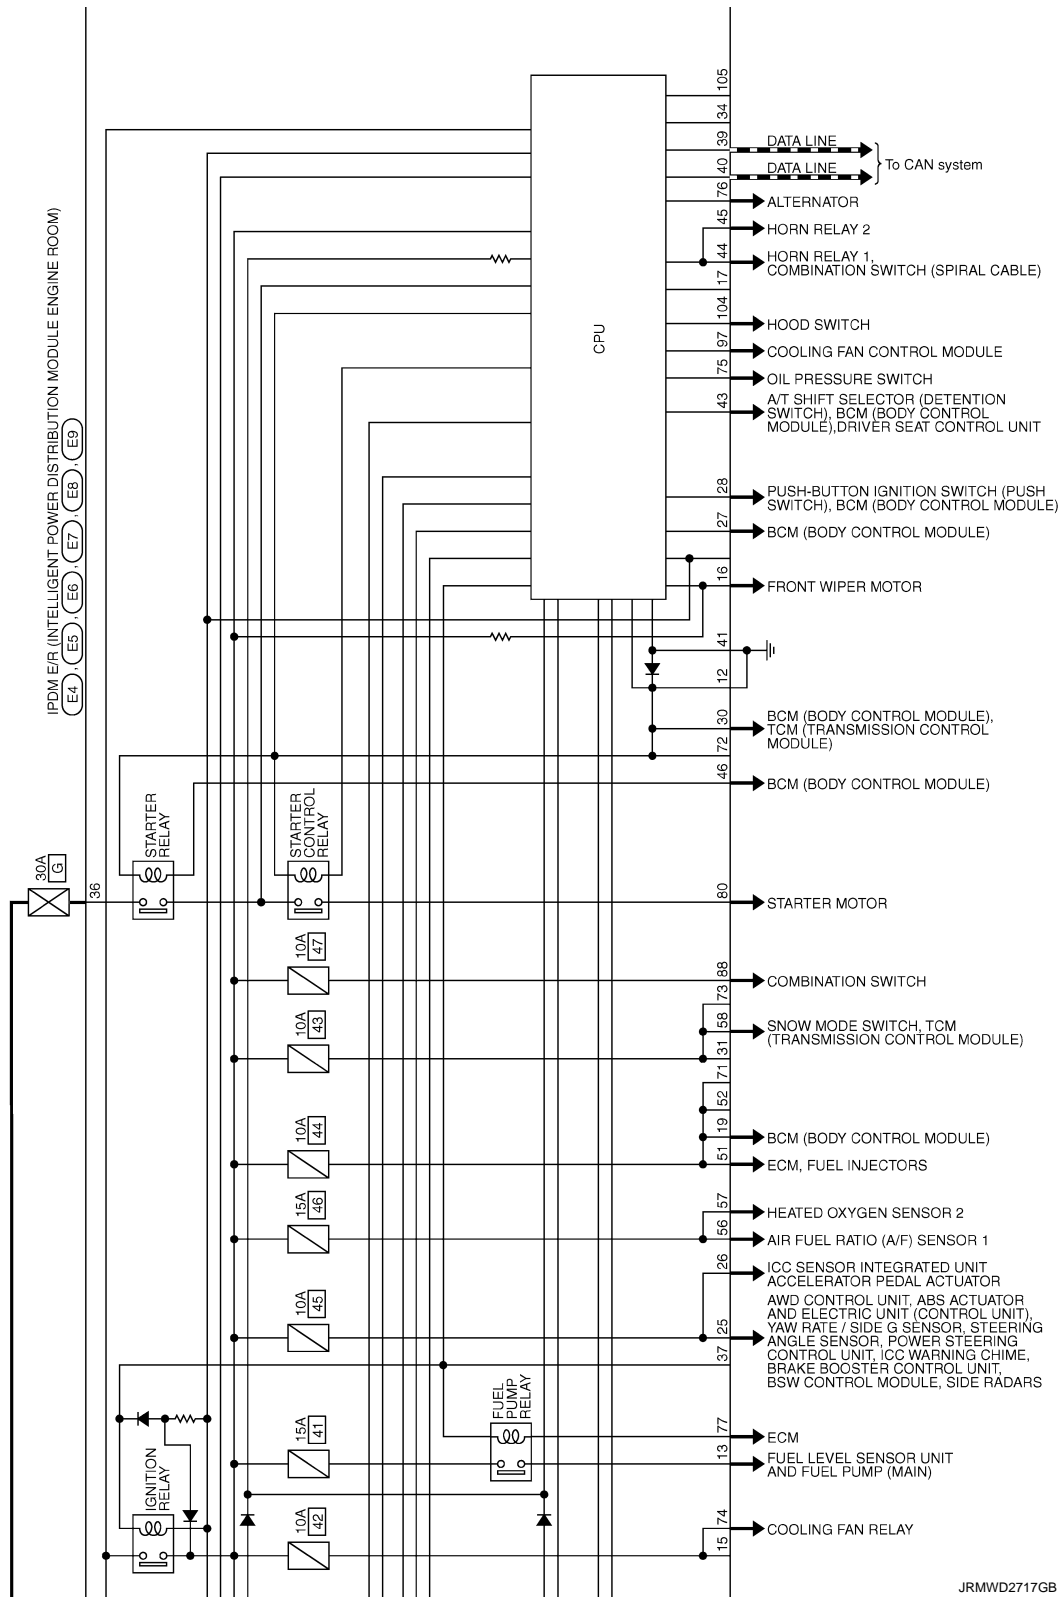 105
34
39
DATA LINE
40
DATA LINE
To CAN system
76
ALTERNATOR
45
HORN RELAY 2
44
HORN RELAY 1,
COMBINATION SWITCH (SPIRAL CABLE)
17
104
HOOD SWITCH
97
COOLING FAN CONTROL MODULE
75
OIL PRESSURE SWITCH
43
A/T SHIFT SELECTOR (DETENTION
SWITCH), BCM (BODY CONTROL
MODULE),DRIVER SEAT CONTROL UNIT
CPU
IPDM E/R (INTELLIGENT POWER DISTRIBUTION MODULE ENGINE ROOM)
E4 , E5 , E6 , E7 , E8 , E9
28
PUSH-BUTTON IGNITION SWITCH (PUSH
SWITCH), BCM (BODY CONTROL MODULE)
27
BCM (BODY CONTROL MODULE)
16
FRONT WIPER MOTOR
41
12
30
BCM (BODY CONTROL MODULE),
TCM (TRANSMISSION CONTROL
MODULE)
72
46
BCM (BODY CONTROL MODULE)
STARTER
RELAY
STARTER
CONTROL
RELAY
30A
G
36
80
STARTER MOTOR
10A
47
88
COMBINATION SWITCH
73
10A
43
58
SNOW MODE SWITCH, TCM
(TRANSMISSION CONTROL MODULE)
31
71
52
10A
44
19
BCM (BODY CONTROL MODULE)
51
ECM, FUEL INJECTORS
15A
46
57
HEATED OXYGEN SENSOR 2
56
AIR FUEL RATIO (A/F) SENSOR 1
26
ICC SENSOR INTEGRATED UNIT
ACCELERATOR PEDAL ACTUATOR
10A
45
25
AWD CONTROL UNIT, ABS ACTUATOR
AND ELECTRIC UNIT (CONTROL UNIT),
YAW RATE / SIDE G SENSOR, STEERING
ANGLE SENSOR, POWER STEERING
CONTROL UNIT, ICC WARNING CHIME,
BRAKE BOOSTER CONTROL UNIT,
BSW CONTROL MODULE, SIDE RADARS
37
FUEL
PUMP
RELAY
15A
41
77
ECM
13
FUEL LEVEL SENSOR UNIT
AND FUEL PUMP (MAIN)
IGNITION
RELAY
10A
42
74
COOLING FAN RELAY
15
JRMWD2717GB